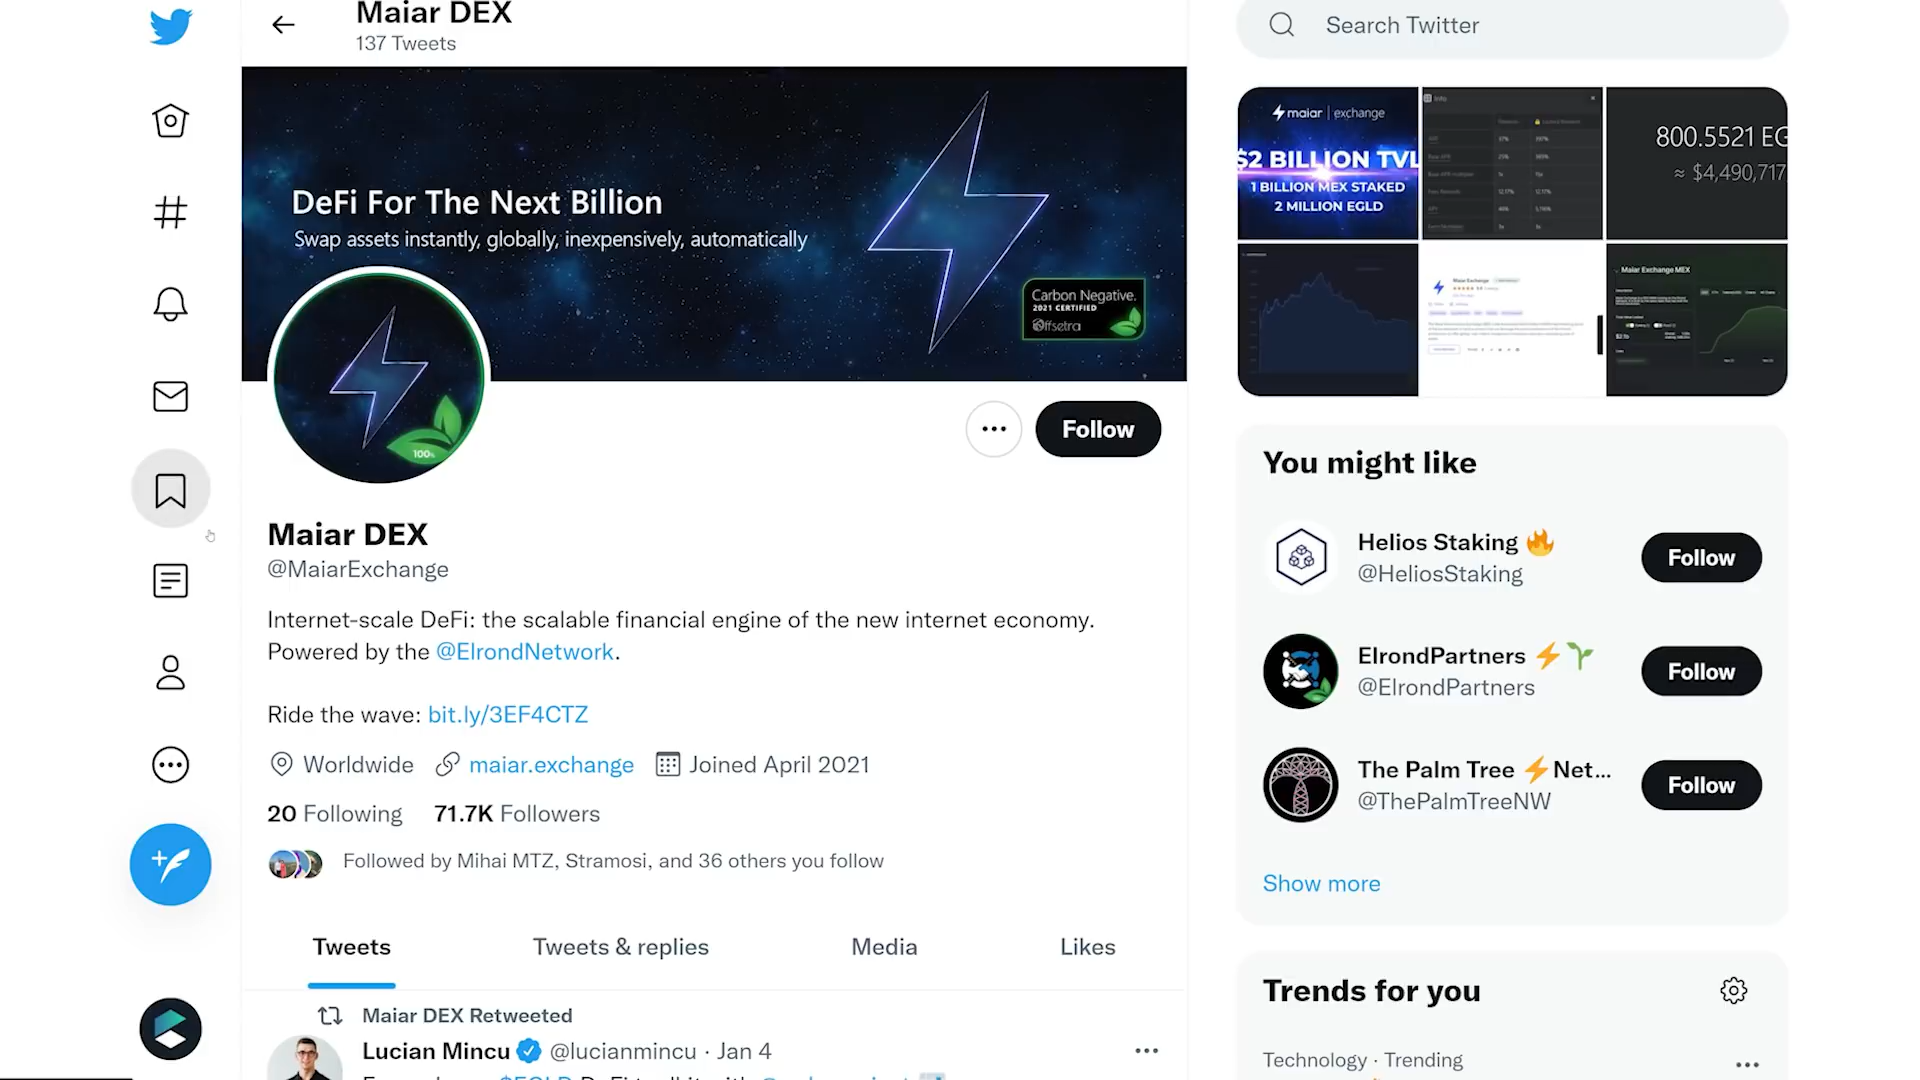 Maiar DEX
137 Tweets
Search Twitter
DeFi For The Next Billion
Swap assets instantly, globally, inexpensively, automatically
Carbon Negative.
2021 CERTIFIED
offsetra
100%
maiar | exchange
$2 BILLION TVL
1 BILLION MEX STAKED
2 MILLION EGLD
Info
800.5521 EG
≈ $4,490,717
Maiar Exchange
Maiar Exchange MEX
Follow
Maiar DEX
@MaiarExchange
Internet-scale DeFi: the scalable financial engine of the new internet economy.
Powered by the @ElrondNetwork.
Ride the wave: bit.ly/3EF4CTZ
Worldwide maiar.exchange Joined April 2021
20 Following 71.7K Followers
Followed by Mihai MTZ, Stramosi, and 36 others you follow
Tweets Tweets & replies Media Likes
Maiar DEX Retweeted
Lucian Mincu @lucianmincu · Jan 4
You might like
Helios Staking 🔥
@HeliosStaking
Follow
ElrondPartners ⚡🌱
@ElrondPartners
Follow
The Palm Tree ⚡Net...
@ThePalmTreeNW
Follow
Show more
Trends for you
Technology · Trending